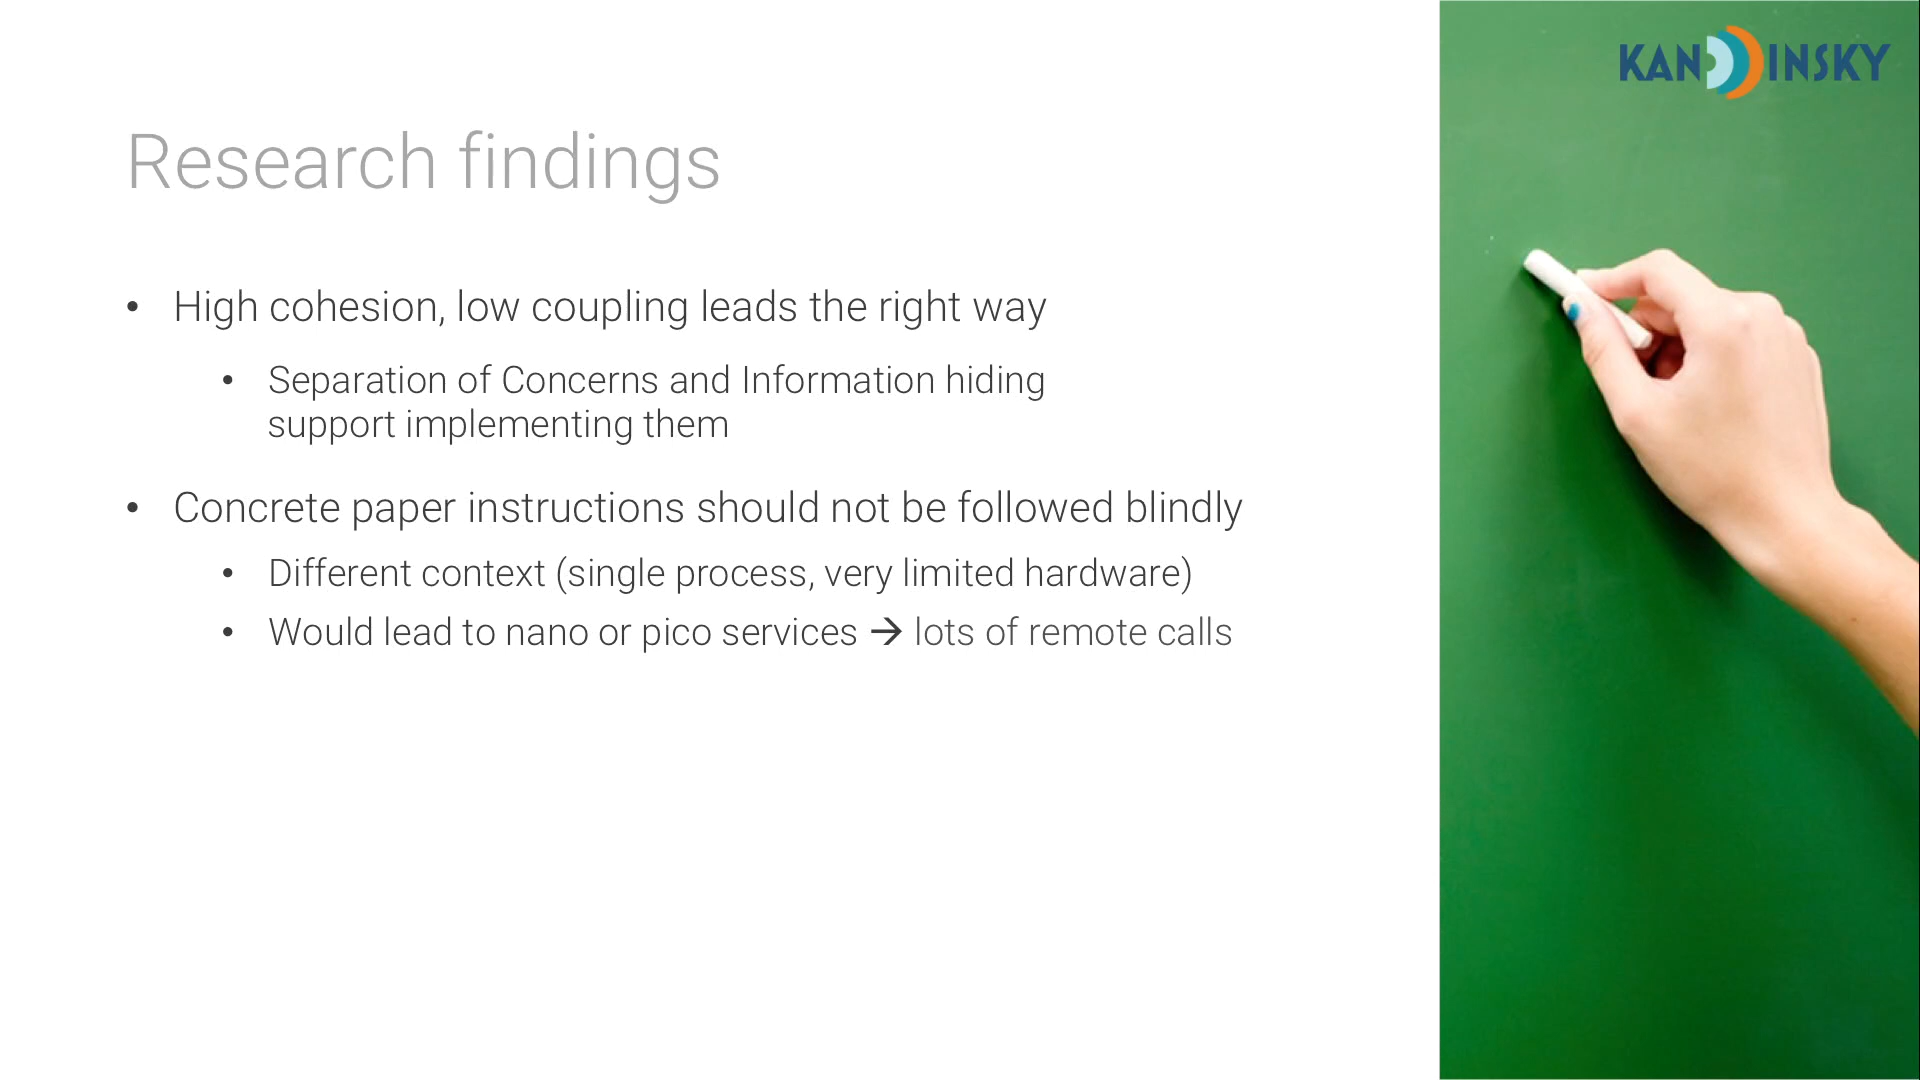 KANDINSKY
Research findings
• High cohesion, low coupling leads the right way
• Separation of Concerns and Information hiding
support implementing them
• Concrete paper instructions should not be followed blindly
• Different context (single process, very limited hardware)
• Would lead to nano or pico services → lots of remote calls